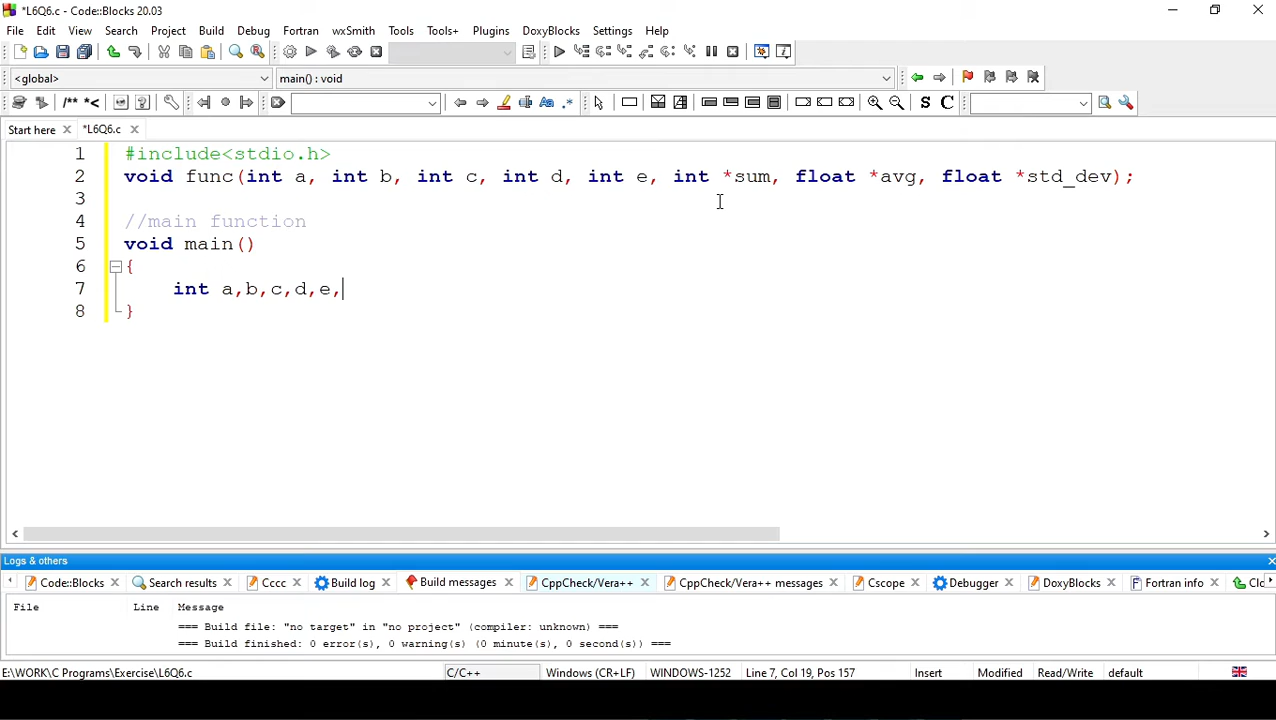 *L6Q6.c - Code::Blocks 20.03
File Edit View Search Project Build Debug Fortran wxSmith Tools Tools+ Plugins DoxyBlocks Settings Help
<global> main() : void
/** *<
S C
Start here *L6Q6.c
1 #include<stdio.h>
2 void func(int a, int b, int c, int d, int e, int *sum, float *avg, float *std_dev);
3
4 //main function
5 void main()
6 {
7 int a,b,c,d,e,
8 }
Logs & others
Code::Blocks Search results Cccc Build log Build messages CppCheck/Vera++ CppCheck/Vera++ messages Cscope Debugger DoxyBlocks Fortran info Clo
File Line Message
=== Build file: "no target" in "no project" (compiler: unknown) ===
=== Build finished: 0 error(s), 0 warning(s) (0 minute(s), 0 second(s)) ===
E:\WORK\C Programs\Exercise\L6Q6.c C/C++ Windows (CR+LF) WINDOWS-1252 Line 7, Col 19, Pos 157 Insert Modified Read/Write default